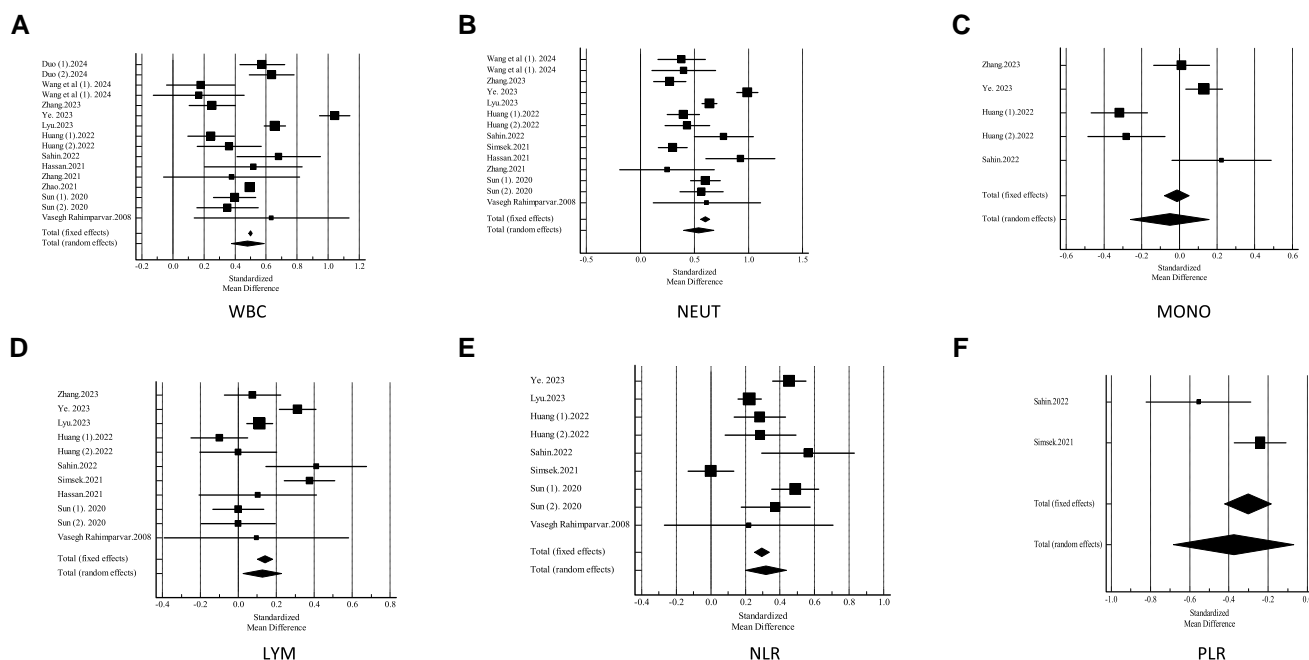 A
Duo (1).2024
Duo (2).2024
Wang et al (1). 2024
Wang et al (1). 2024
Zhang.2023
Ye. 2023
Lyu.2023
Huang (1).2022
Huang (2).2022
Sahin.2022
Hassan.2021
Zhang.2021
Zhao.2021
Sun (1). 2020
Sun (2). 2020
Vasegh Rahimparvar.2008
Total (fixed effects)
Total (random effects)
-0.2 0.0 0.2 0.4 0.6 0.8 1.0 1.2
Standardized
Mean Difference
WBC
B
Wang et al (1). 2024
Wang et al (1). 2024
Zhang.2023
Ye. 2023
Lyu.2023
Huang (1).2022
Huang (2).2022
Sahin.2022
Simsek.2021
Hassan.2021
Zhang.2021
Sun (1). 2020
Sun (2). 2020
Vasegh Rahimparvar.2008
Total (fixed effects)
Total (random effects)
-0.5 0.0 0.5 1.0 1.5
Standardized
Mean Difference
NEUT
C
Zhang.2023
Ye. 2023
Huang (1).2022
Huang (2).2022
Sahin.2022
Total (fixed effects)
Total (random effects)
-0.6 -0.4 -0.2 0.0 0.2 0.4 0.6
Standardized
Mean Difference
MONO
D
Zhang.2023
Ye. 2023
Lyu.2023
Huang (1).2022
Huang (2).2022
Sahin.2022
Simsek.2021
Hassan.2021
Sun (1). 2020
Sun (2). 2020
Vasegh Rahimparvar.2008
Total (fixed effects)
Total (random effects)
-0.4 -0.2 0.0 0.2 0.4 0.6 0.8
Standardized
Mean Difference
LYM
E
Ye. 2023
Lyu.2023
Huang (1).2022
Huang (2).2022
Sahin.2022
Simsek.2021
Sun (1). 2020
Sun (2). 2020
Vasegh Rahimparvar.2008
Total (fixed effects)
Total (random effects)
-0.4 -0.2 0.0 0.2 0.4 0.6 0.8 1.0
Standardized
Mean Difference
NLR
F
Sahin.2022
Simsek.2021
Total (fixed effects)
Total (random effects)
-1.0 -0.8 -0.6 -0.4 -0.2 0.0
Standardized
Mean Difference
PLR